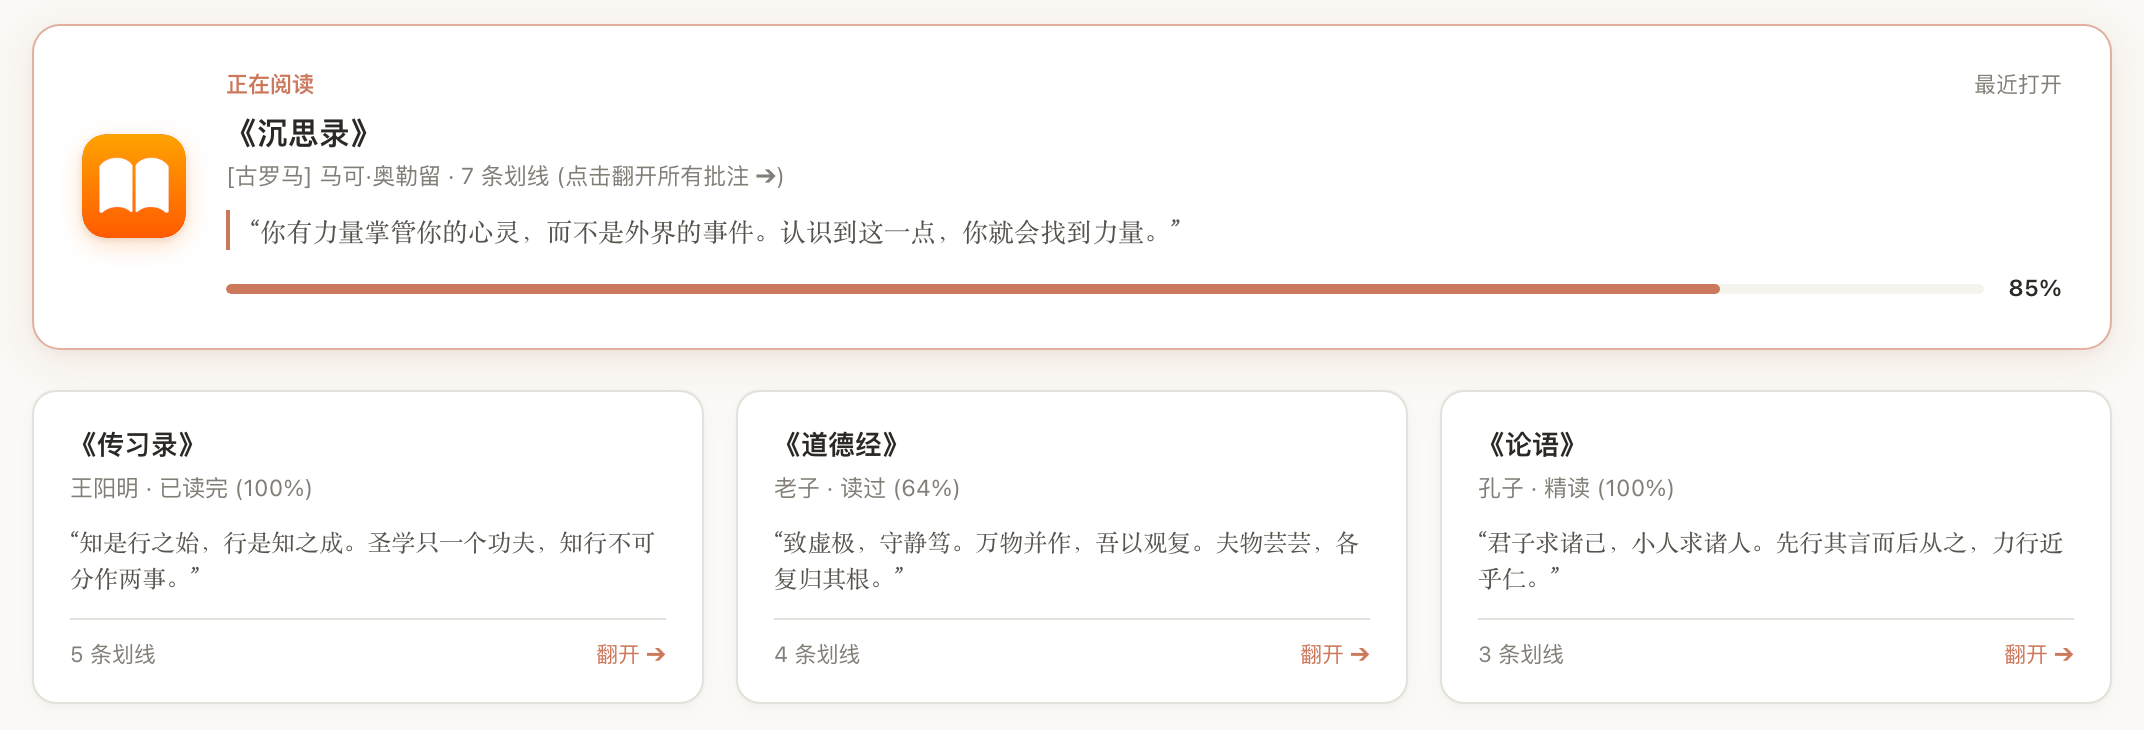 正在阅读
最近打开
《沉思录》
[古罗马] 马可·奥勒留 · 7 条划线 (点击翻开所有批注 ➔)
“你有力量掌管你的心灵，而不是外界的事件。认识到这一点，你就会找到力量。”
85%
《传习录》
王阳明 · 已读完 (100%)
“知是行之始，行是知之成。圣学只一个功夫，知行不可
分作两事。”
5 条划线
翻开 ➔
《道德经》
老子 · 读过 (64%)
“致虚极，守静笃。万物并作，吾以观复。夫物芸芸，各
复归其根。”
4 条划线
翻开 ➔
《论语》
孔子 · 精读 (100%)
“君子求诸己，小人求诸人。先行其言而后从之，力行近
乎仁。”
3 条划线
翻开 ➔